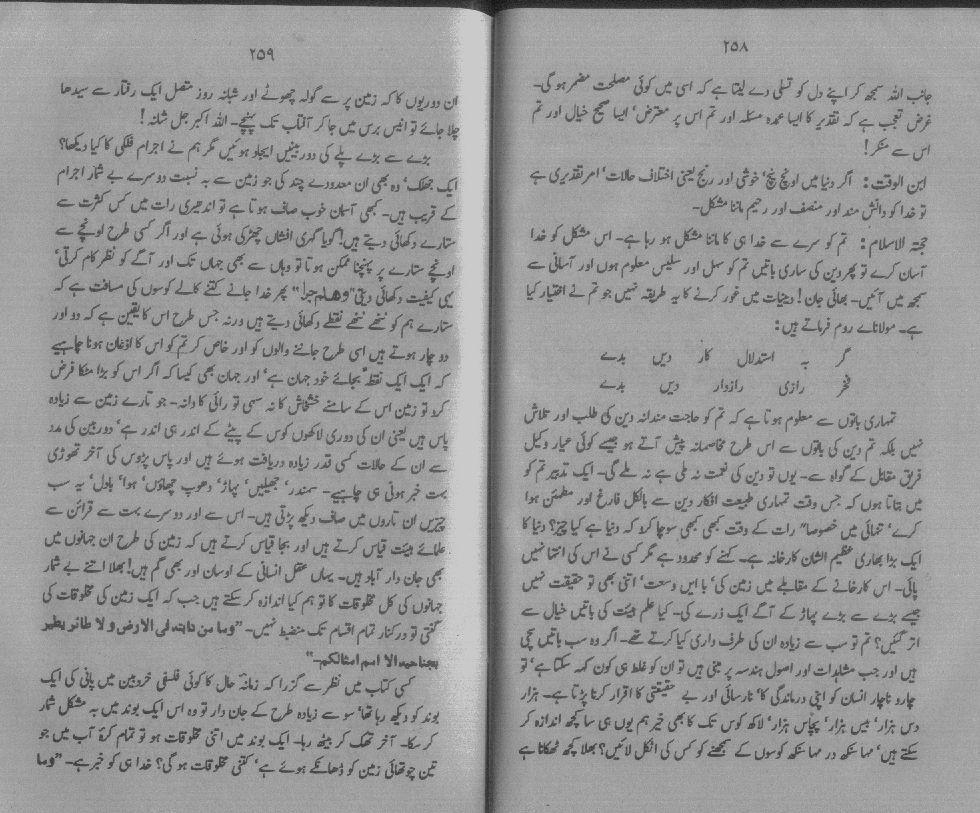 ۲۵۸
جانب اللہ سمجھ کر اپنے دل کو تسلی دے لیتا ہے کہ اسی میں کوئی مصلحت مضمر ہوگی۔
غرض تعجب ہے کہ تقدیر کا ایسا عمدہ مسئلہ اور تم اس پر معترض‘ ایسا صحیح خیال اور تم
اس سے منکر!
ابن الوقت: اگر دنیا میں اونچ نیچ‘ خوشی اور رنج یعنی اختلاف حالات‘ امر تقدیری ہے
تو خدا کو دانش مند اور منصف اور رحیم ماننا مشکل۔
حجتہ الاسلام: تم کو سرے سے خدا ہی کا ماننا مشکل ہو رہا ہے۔ اس مشکل کو خدا
آسان کرے تو پھر دین کی ساری باتیں تم کو سہل اور سلیس معلوم ہوں اور آسانی سے
سمجھ میں آئیں۔ بھائی جان! دینیات میں غور کرنے کا یہ طریقہ نہیں جو تم نے اختیار کیا
ہے۔ مولاناے روم فرماتے ہیں:
گر بہ استدلال کار دیں بدے
فخر رازی رازدار دیں بدے
تمہاری باتوں سے معلوم ہوتا ہے کہ تم کو حاجت مندانہ دین کی طلب اور تلاش
نہیں بلکہ تم دین کی باتوں سے اس طرح مخاصمانہ پیش آتے ہو جیسے کوئی عیار وکیل
فریق مقابل کے گواہ سے۔ یوں تو دین کی نعمت نہ ملی ہے نہ ملے گی۔ ایک تدبیر تم کو
میں بتاتا ہوں کہ جس وقت تمہاری طبیعت افکار دین سے بالکل فارغ اور مطمئن ہوا
کرے‘ تنہائی میں خصوصا" رات کے وقت کبھی کبھی سوچا کرو کہ دنیا ہے کیا چیز؟ دنیا کا
ایک بڑا بھاری عظیم الشان کارخانہ ہے۔ کہنے کو محدود ہے مگر کسی نے اس کی انتہا نہیں
پائی۔ اس کارخانے کے مقابلے میں زمین کی‘ با ایں وسعت‘ اتنی بھی تو حقیقت نہیں
جیسے بڑے سے بڑے پہاڑ کے آگے ایک ذرے کی۔ کیا علم ہیئت کی باتیں خیال سے
اتر گئیں؟ تم تو سب سے زیادہ ان کی طرف داری کیا کرتے تھے۔ اگر وہ سب باتیں سچی
ہیں اور جب مشاہدات اور اصول ہندسہ پر مبنی ہیں تو ان کو غلط ہی کون کہہ سکتا ہے‘ تو
چار و ناچار انسان کو اپنی درماندگی کا‘ نارسائی اور بے حقیقتی کا اقرار کرنا پڑتا ہے۔ ہزار
دس ہزار‘ بیس ہزار‘ پچاس ہزار‘ لاکھ کوس تک کا بھی خیر ہم یوں ہی سا کچھ اندازہ کر
سکتے ہیں‘ مہا سنکھ در مہا سنکھ کوسوں کے سمجھنے کو کس کی اٹکل لائیں؟ بھلا کچھ ٹھکانا ہے
۲۵۹
ان دوریوں کا کہ زمین پر سے گولہ چھوٹے اور شبانہ روز متصل ایک رفتار سے سیدھا
چلا جائے تو انیس برس میں جا کر آفتاب تک پہنچے۔ اللہ اکبر جل شانہ!
بڑے سے بڑے پلے کی دوربینیں ایجاد ہوئیں مگر ہم نے اجرام فلکی کا کیا دیکھا؟
ایک جھلک‘ وہ بھی ان معدودے چند کی جو زمین سے بہ نسبت دوسرے بے شمار اجرام
کے قریب ہیں۔ کبھی آسمان خوب صاف ہوتا ہے تو اندھیری رات میں کس کثرت سے
ستارے دکھائی دیتے ہیں! گویا گہری افشاں چھڑکی ہوئی ہے اور اگر کسی طرح اونچے سے
اونچے ستارے پر پہنچنا ممکن ہوتا تو وہاں سے بھی جہاں تک اور آگے کو نظر کام کرتی‘
یہی کیفیت دکھائی دیتی "وھلم جرا" پھر خدا جانے کتنے کالے کوسوں کی مسافت ہے کہ
ستارے ہم کو ننھے ننھے نقطے دکھائی دیتے ہیں ورنہ جس طرح اس کا یقین ہے کہ دو اور
دو چار ہوتے ہیں اسی طرح جاننے والوں کو اور خاص کر تم کو اس کا اذعان ہونا چاہیے
کہ ایک ایک نقطہ بجائے خود جہان ہے‘ اور جہان بھی کیسا کہ اگر اس کو بڑا مٹکا فرض
کرو تو زمین اس کے سامنے خشخاش کا نہ سہی تو رائی کا دانہ۔ جو تارے زمین سے زیادہ
پاس ہیں یعنی ان کی دوری لاکھوں کوس کے پیٹے کے اندر ہی اندر ہے‘ دوربین کی مدد
سے ان کے حالات کسی قدر زیادہ دریافت ہوئے ہیں اور پاس پڑوس کی آخر تھوڑی
بہت خبر ہونی ہی چاہیے۔ سمندر‘ جھیلیں‘ پہاڑ‘ دھوپ چھاؤں‘ ہوا‘ بادل‘ یہ سب
چیزیں ان تاروں میں صاف دیکھ پڑتی ہیں۔ اس سے اور دوسرے بہت سے قرائن سے
علمائے ہیئت قیاس کرتے ہیں اور بجا قیاس کرتے ہیں کہ زمین کی طرح ان جہانوں میں
بھی جان دار آباد ہیں۔ یہاں عقل انسانی کے اوسان اور بھی گم ہیں! بھلا اتنے بے شمار
جہانوں کی کل مخلوقات کا تو ہم کیا اندازہ کر سکتے ہیں جب کہ ایک زمین کی مخلوقات کی
گنتی تو درکنار تمام اقسام تک منضبط نہیں۔ "وما من دابتہ فی الارض ولا طائر یطیر
بجناحیہ الا امم امثالکم۔"
کسی کتاب میں نظر سے گزرا کہ زمانہ حال کا کوئی فلسفی خردبین میں پانی کی ایک
بوند کو دیکھ رہا تھا‘ سو سے زیادہ طرح کے جان دار تو وہ اس ایک بوند میں بہ مشکل شمار
کر سکا۔ آخر تھک کر بیٹھ رہا۔ ایک بوند میں اتنی مخلوقات ہو تو تمام کرۂ آب میں جو
تین چوتھائی زمین کو ڈھانکے ہوئے ہے‘ کتنی مخلوقات ہو گی؟ خدا ہی کو خبر ہے۔ "وما